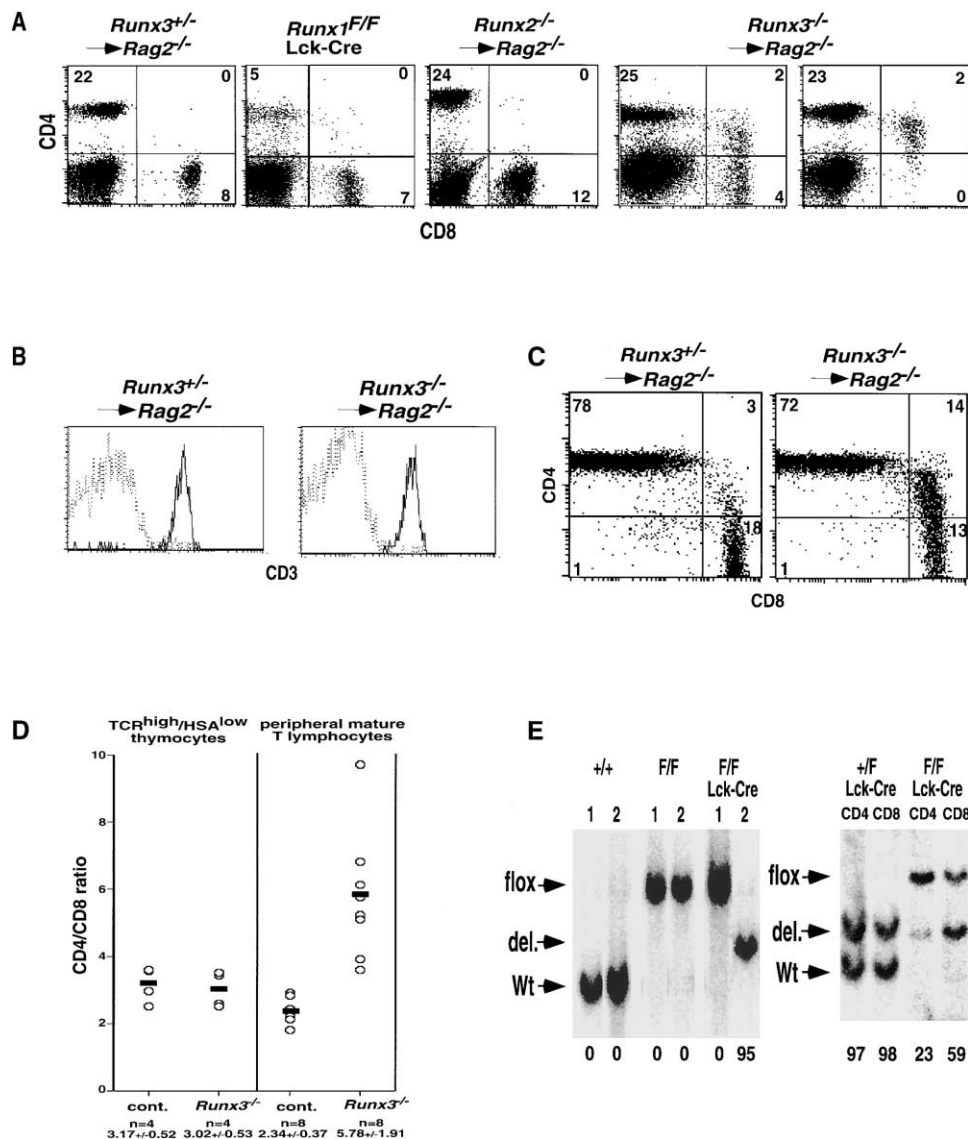 A
Runx3+/-
→Rag2-/-
Runx1F/F
Lck-Cre
Runx2-/-
→Rag2-/-
Runx3-/-
→Rag2-/-
22 0
8
5 0
7
24 0
12
25 2
4
23 2
0
CD4
CD8
B
Runx3+/-
→Rag2-/-
Runx3-/-
→Rag2-/-
CD3
C
Runx3+/-
→Rag2-/-
Runx3-/-
→Rag2-/-
78 3
1 18
72 14
1 13
CD4
CD8
D
TCRhigh/HSAlow
thymocytes
peripheral mature
T lymphocytes
CD4/CD8 ratio
10
8
6
4
2
0
cont. Runx3-/- cont. Runx3-/-
n=4 n=4 n=8 n=8
3.17+/-0.52 3.02+/-0.53 2.34+/-0.37 5.78+/-1.91
E
+/+ F/F F/F
Lck-Cre
1 2 1 2 1 2
flox
del.
Wt
0 0 0 0 0 95
+/F F/F
Lck-Cre Lck-Cre
CD4 CD8 CD4 CD8
flox
del.
Wt
97 98 23 59